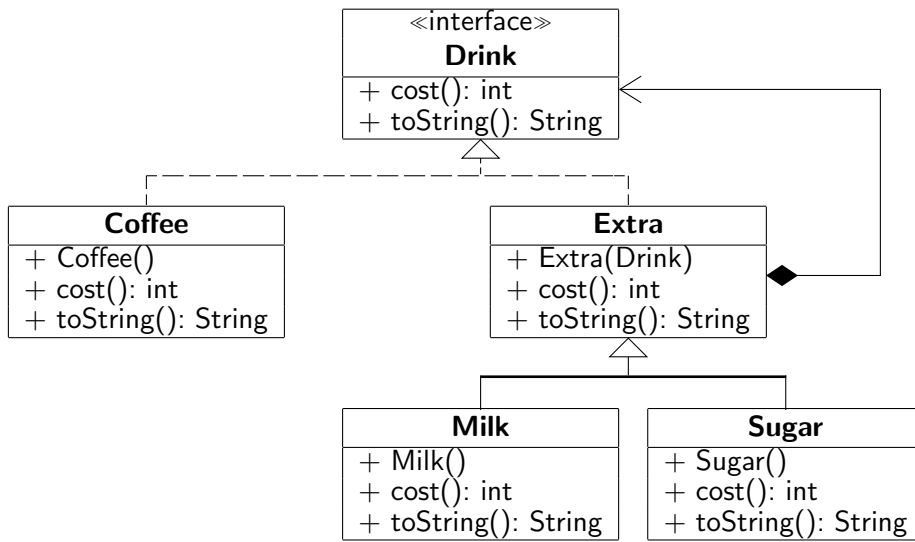 ≪interface≫
Drink
+ cost(): int
+ toString(): String
Coffee
+ Coffee()
+ cost(): int
+ toString(): String
Extra
+ Extra(Drink)
+ cost(): int
+ toString(): String
Milk
+ Milk()
+ cost(): int
+ toString(): String
Sugar
+ Sugar()
+ cost(): int
+ toString(): String